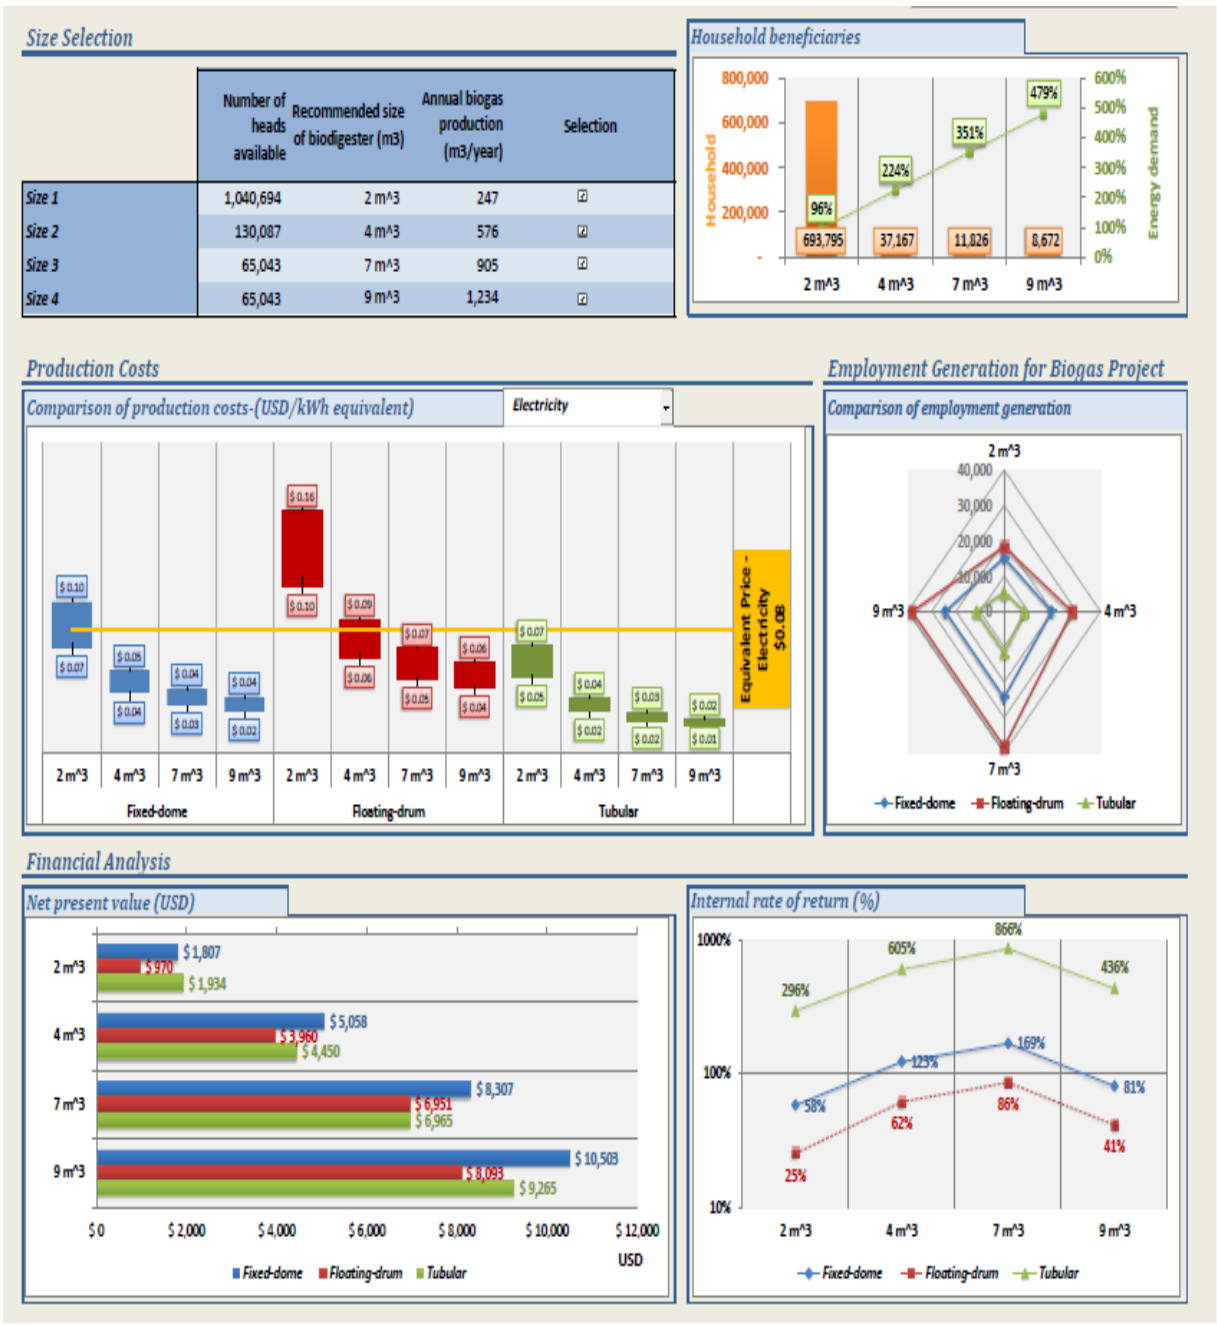 Size Selection
Number of heads available
Recommended size of biodigester (m3)
Annual biogas production (m3/year)
Selection
Size 1 1,040,694 2 m^3 247
Size 2 130,087 4 m^3 576
Size 3 65,043 7 m^3 905
Size 4 65,043 9 m^3 1,234
Household beneficiaries
800,000
600,000
400,000
200,000
-
Household
600%
500%
400%
300%
200%
100%
0%
Energy demand
96% 224% 351% 479%
693,795 37,167 11,826 8,672
2 m^3 4 m^3 7 m^3 9 m^3
Production Costs
Comparison of production costs-(USD/kWh equivalent)
Electricity
$ 0.10 $ 0.05 $ 0.04 $ 0.04 $ 0.16 $ 0.09 $ 0.07 $ 0.06 $ 0.07 $ 0.04 $ 0.03 $ 0.02
$ 0.07 $ 0.04 $ 0.03 $ 0.02 $ 0.10 $ 0.06 $ 0.05 $ 0.04 $ 0.05 $ 0.02 $ 0.02 $ 0.01
Equivalent Price -
Electricity
$0.08
2 m^3 4 m^3 7 m^3 9 m^3 2 m^3 4 m^3 7 m^3 9 m^3 2 m^3 4 m^3 7 m^3 9 m^3
Fixed-dome Floating-drum Tubular
Employment Generation for Biogas Project
Comparison of employment generation
2 m^3
40,000
30,000
20,000
10,000
0
9 m^3
4 m^3
7 m^3
Fixed-dome Floating-drum Tubular
Financial Analysis
Net present value (USD)
2 m^3
$ 1,807
$ 970
$ 1,934
4 m^3
$ 5,058
$ 3,960
$ 4,450
7 m^3
$ 8,307
$ 6,951
$ 6,965
9 m^3
$ 10,503
$ 8,093
$ 9,265
$ 0 $ 2,000 $ 4,000 $ 6,000 $ 8,000 $ 10,000 $ 12,000
USD
Fixed-dome Floating-drum Tubular
Internal rate of return (%)
1000%
100%
10%
296% 605% 866% 436%
58% 123% 169% 81%
25% 62% 86% 41%
2 m^3 4 m^3 7 m^3 9 m^3
Fixed-dome Floating-drum Tubular